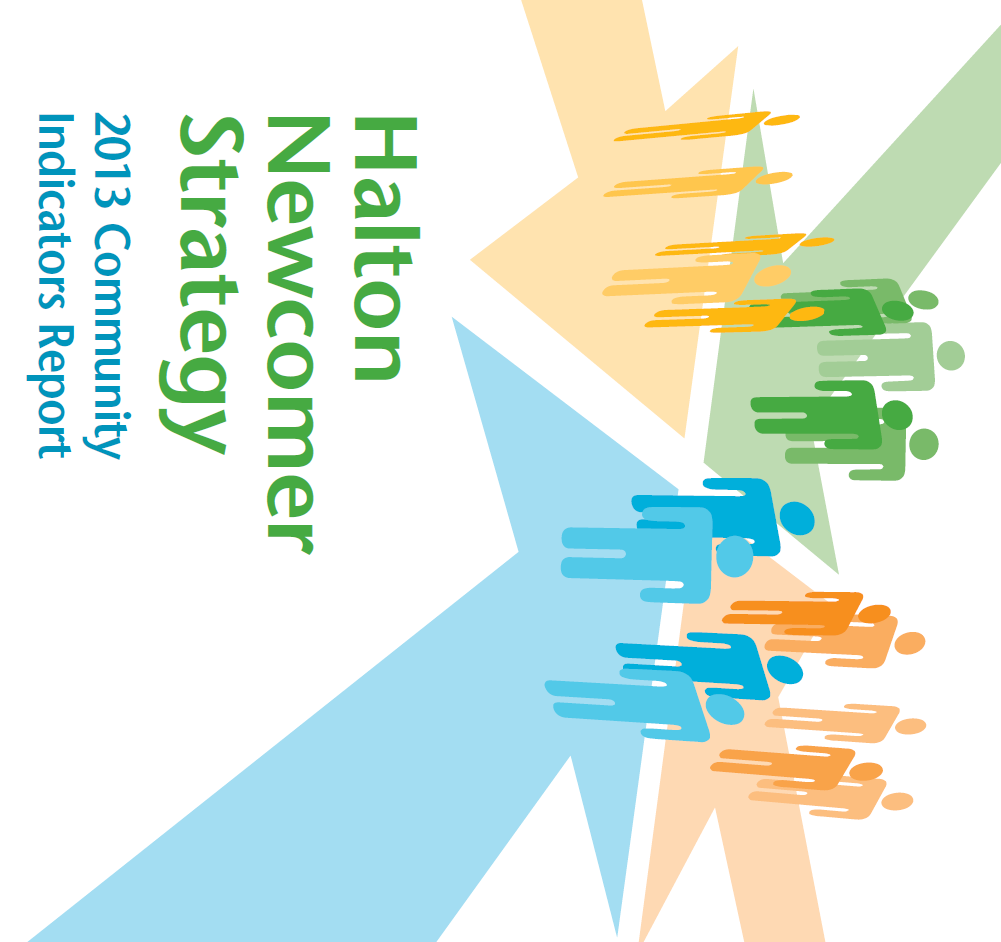 Halton
Newcomer
Strategy
2013 Community
Indicators Report